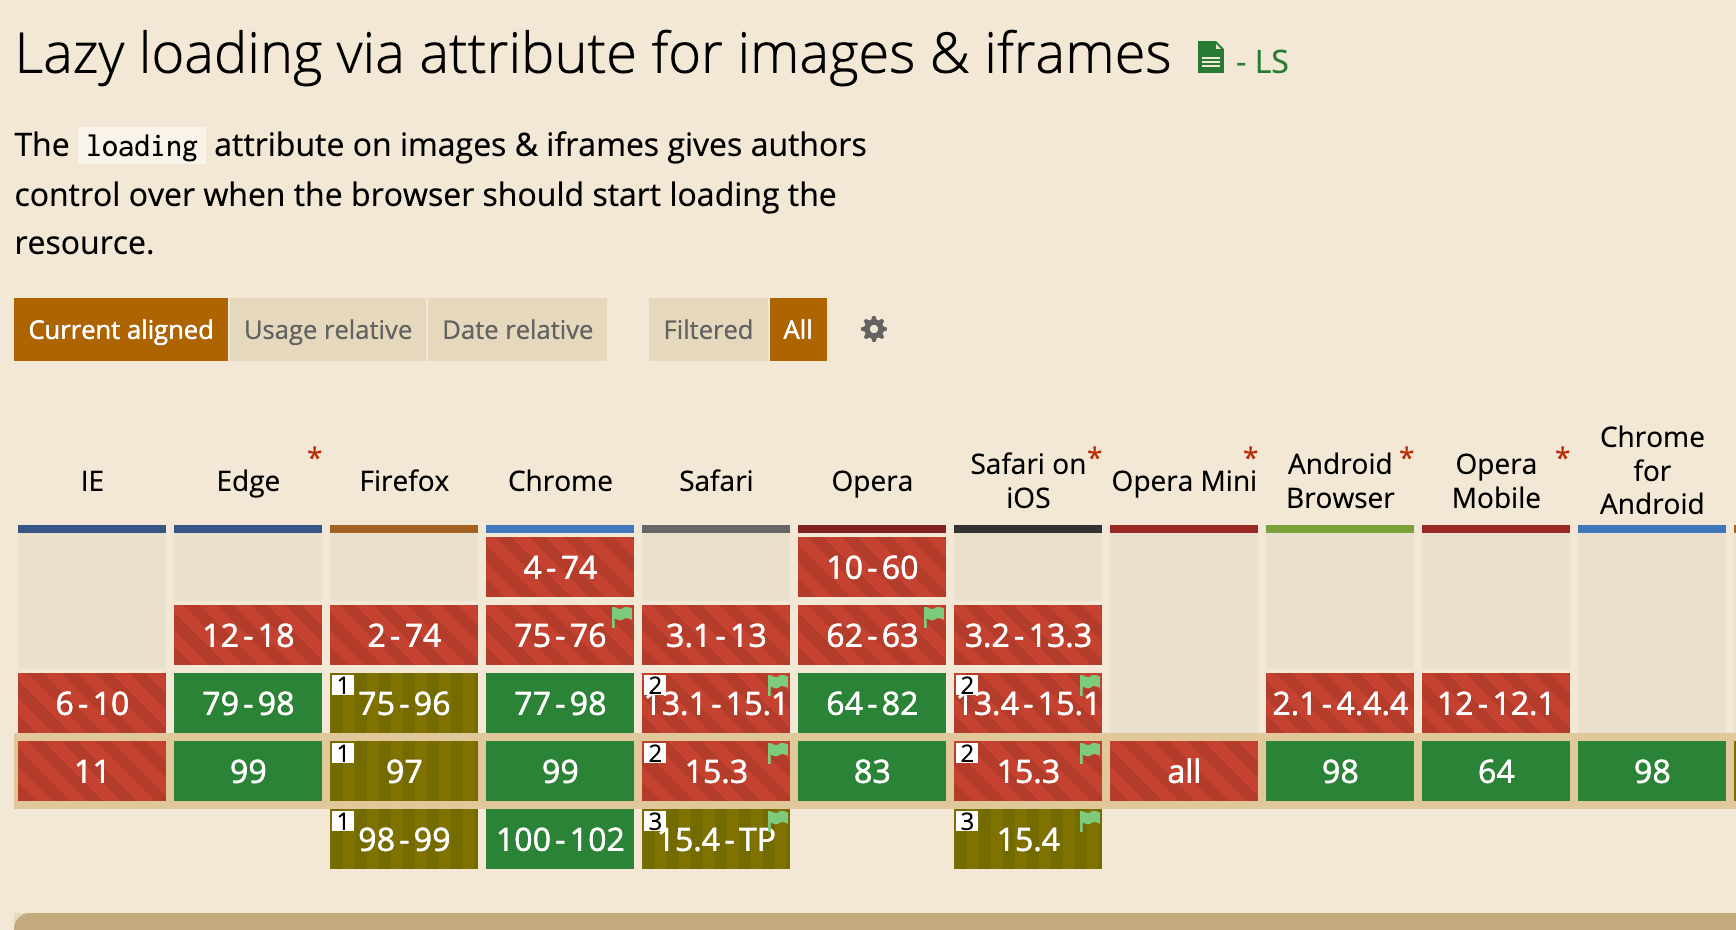 Lazy loading via attribute for images & iframes - LS
The loading attribute on images & iframes gives authors
control over when the browser should start loading the
resource.
Current aligned Usage relative Date relative Filtered All
IE Edge * Firefox Chrome Safari Opera Safari on iOS * Opera Mini * Android Browser * Opera Mobile * Chrome for Android
4-74 10-60
12-18 2-74 75-76 3.1-13 62-63 3.2-13.3
6-10 79-98 1 75-96 77-98 2 13.1-15.1 64-82 2 13.4-15.1 2.1-4.4.4 12-12.1
11 99 1 97 99 2 15.3 83 2 15.3 all 98 64 98
1 98-99 100-102 3 15.4-TP 3 15.4